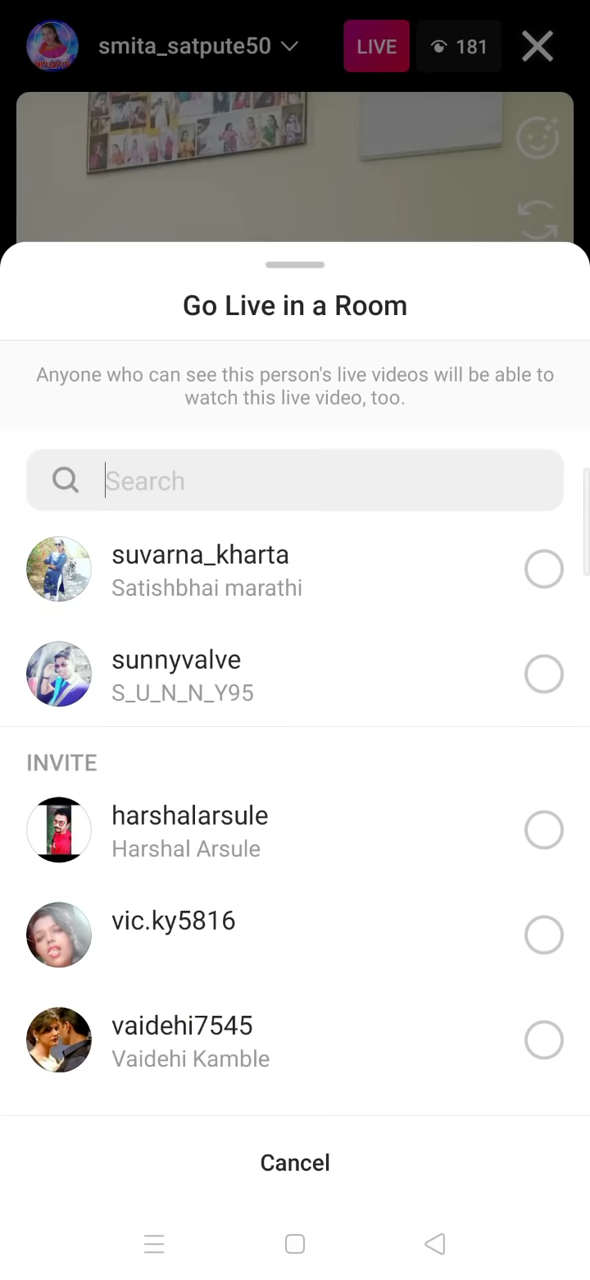 smita_satpute50
LIVE
181
Go Live in a Room
Anyone who can see this person's live videos will be able to
watch this live video, too.
Search
suvarna_kharta
Satishbhai marathi
sunnyvalve
S_U_N_N_Y95
INVITE
harshalarsule
Harshal Arsule
vic.ky5816
vaidehi7545
Vaidehi Kamble
Cancel